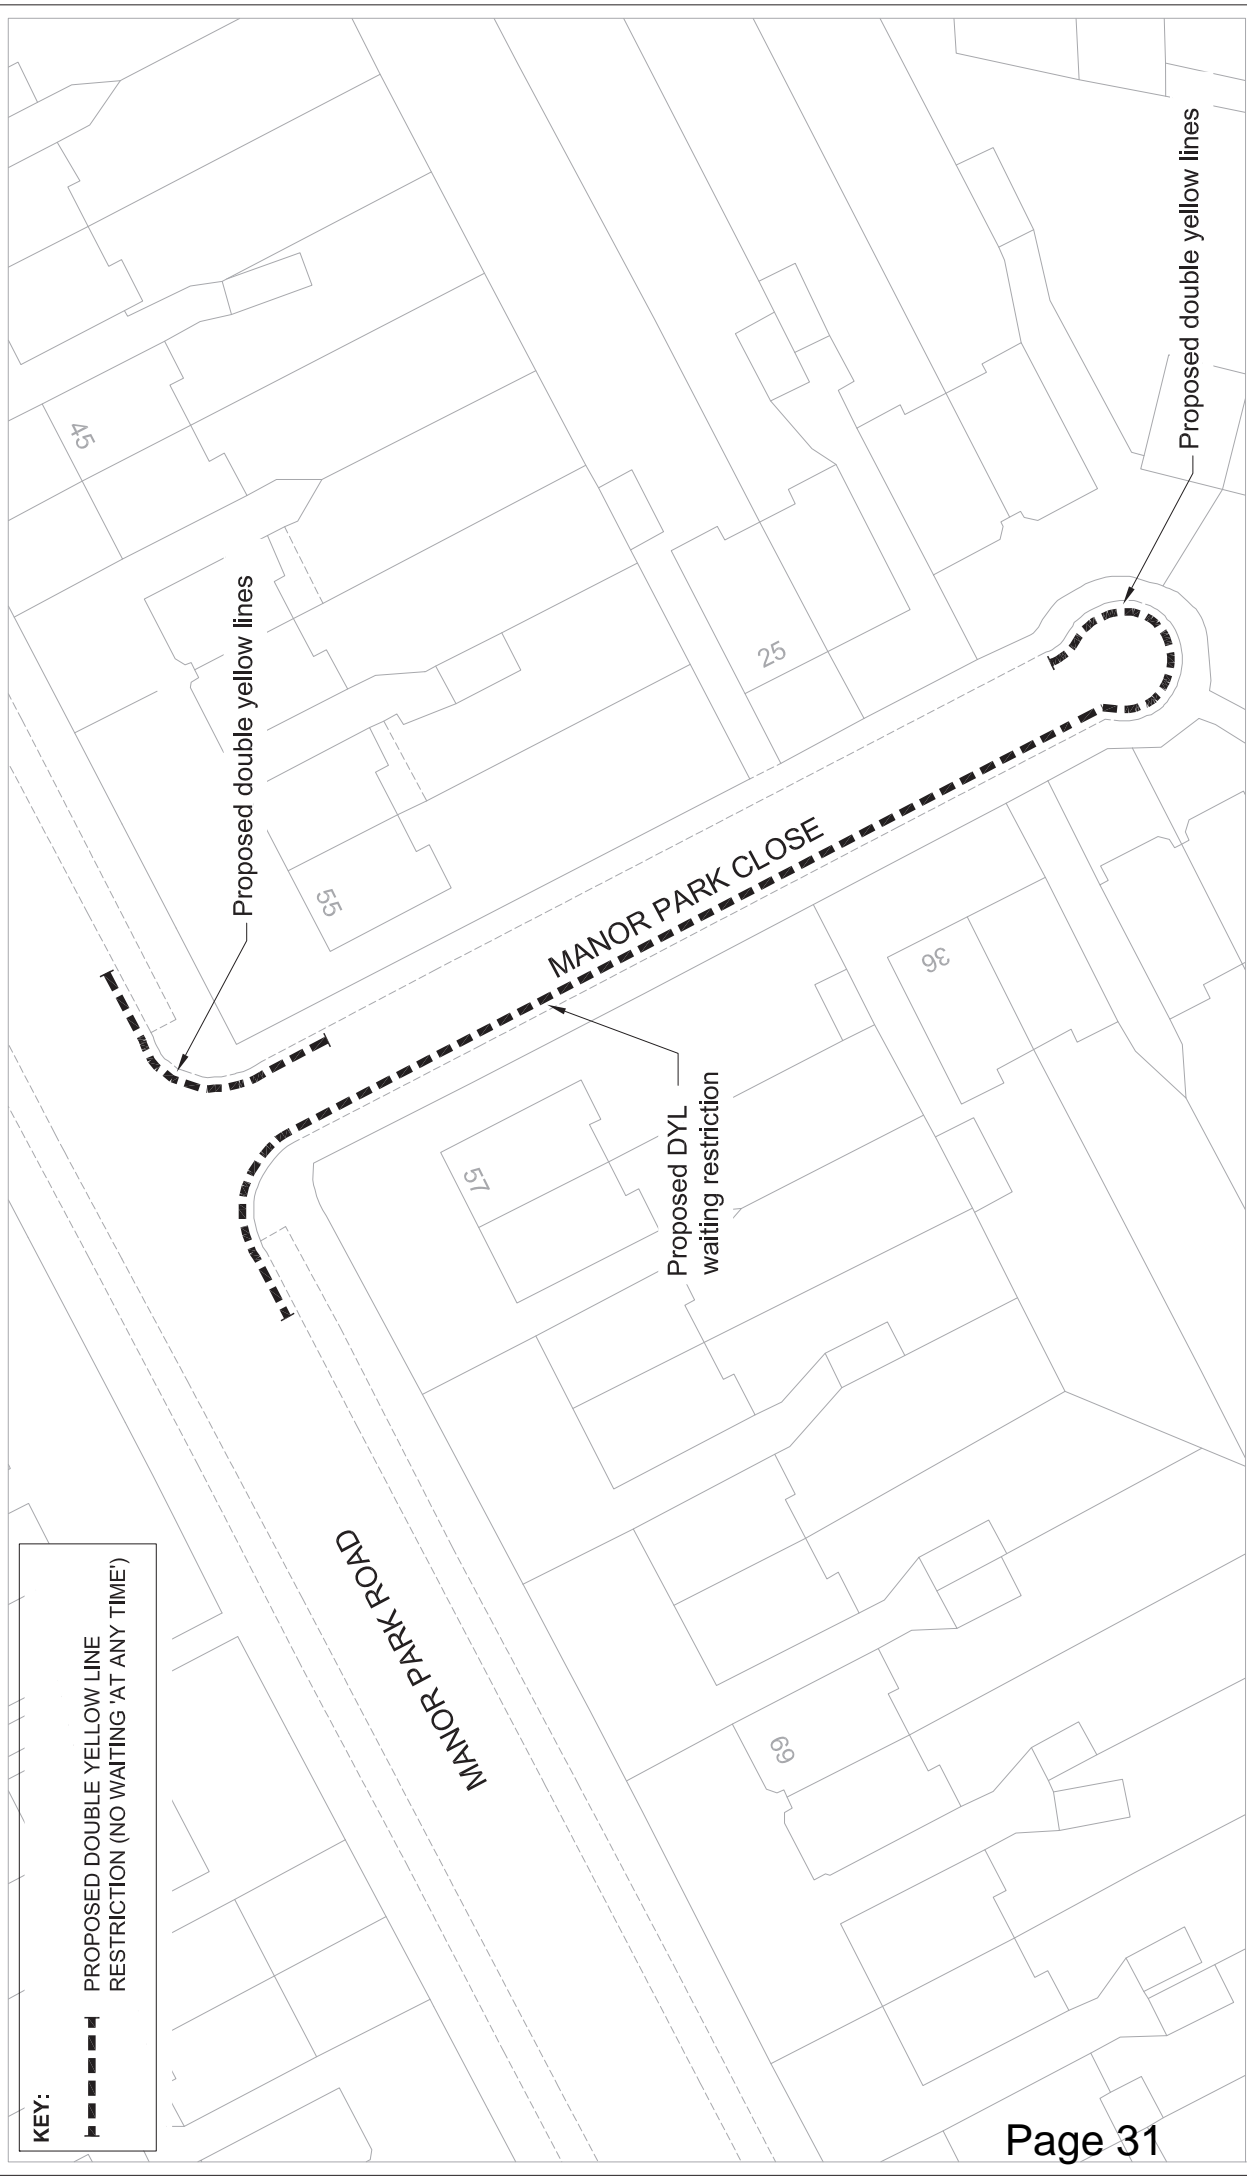 KEY:
PROPOSED DOUBLE YELLOW LINE
RESTRICTION (NO WAITING 'AT ANY TIME')
MANOR PARK ROAD
Proposed double yellow lines
45
55
57
69
MANOR PARK CLOSE
Proposed DYL
waiting restriction
25
36
Proposed double yellow lines
Page 31